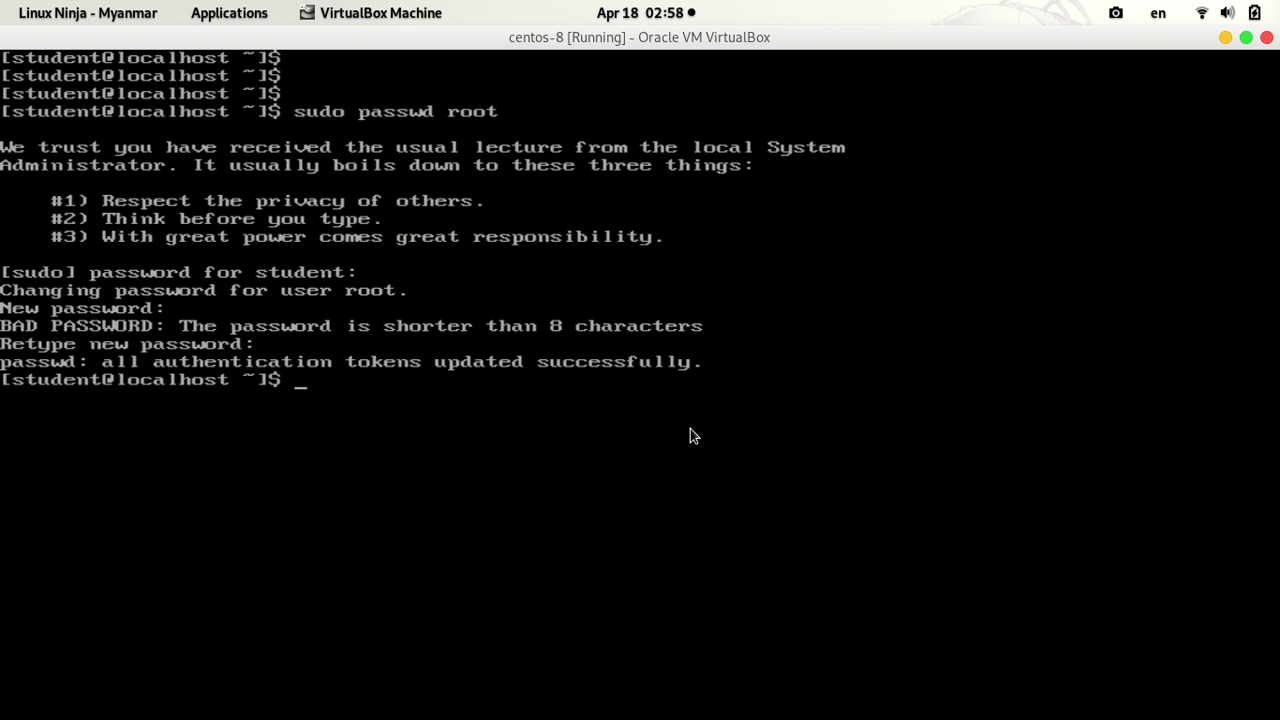 Linux Ninja - Myanmar Applications VirtualBox Machine Apr 18 02:58 en
centos-8 [Running] - Oracle VM VirtualBox
[student@localhost ~]$
[student@localhost ~]$
[student@localhost ~]$
[student@localhost ~]$ sudo passwd root
We trust you have received the usual lecture from the local System
Administrator. It usually boils down to these three things:
#1) Respect the privacy of others.
#2) Think before you type.
#3) With great power comes great responsibility.
[sudo] password for student:
Changing password for user root.
New password:
BAD PASSWORD: The password is shorter than 8 characters
Retype new password:
passwd: all authentication tokens updated successfully.
[student@localhost ~]$ _